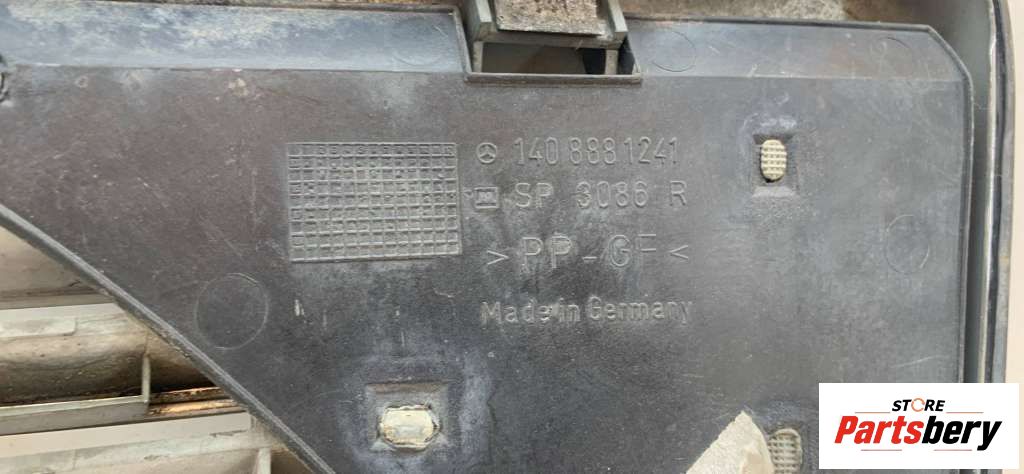 140 888 1241
SP 3086 R
> PP-GF <
Made in Germany
STORE
Partsbery